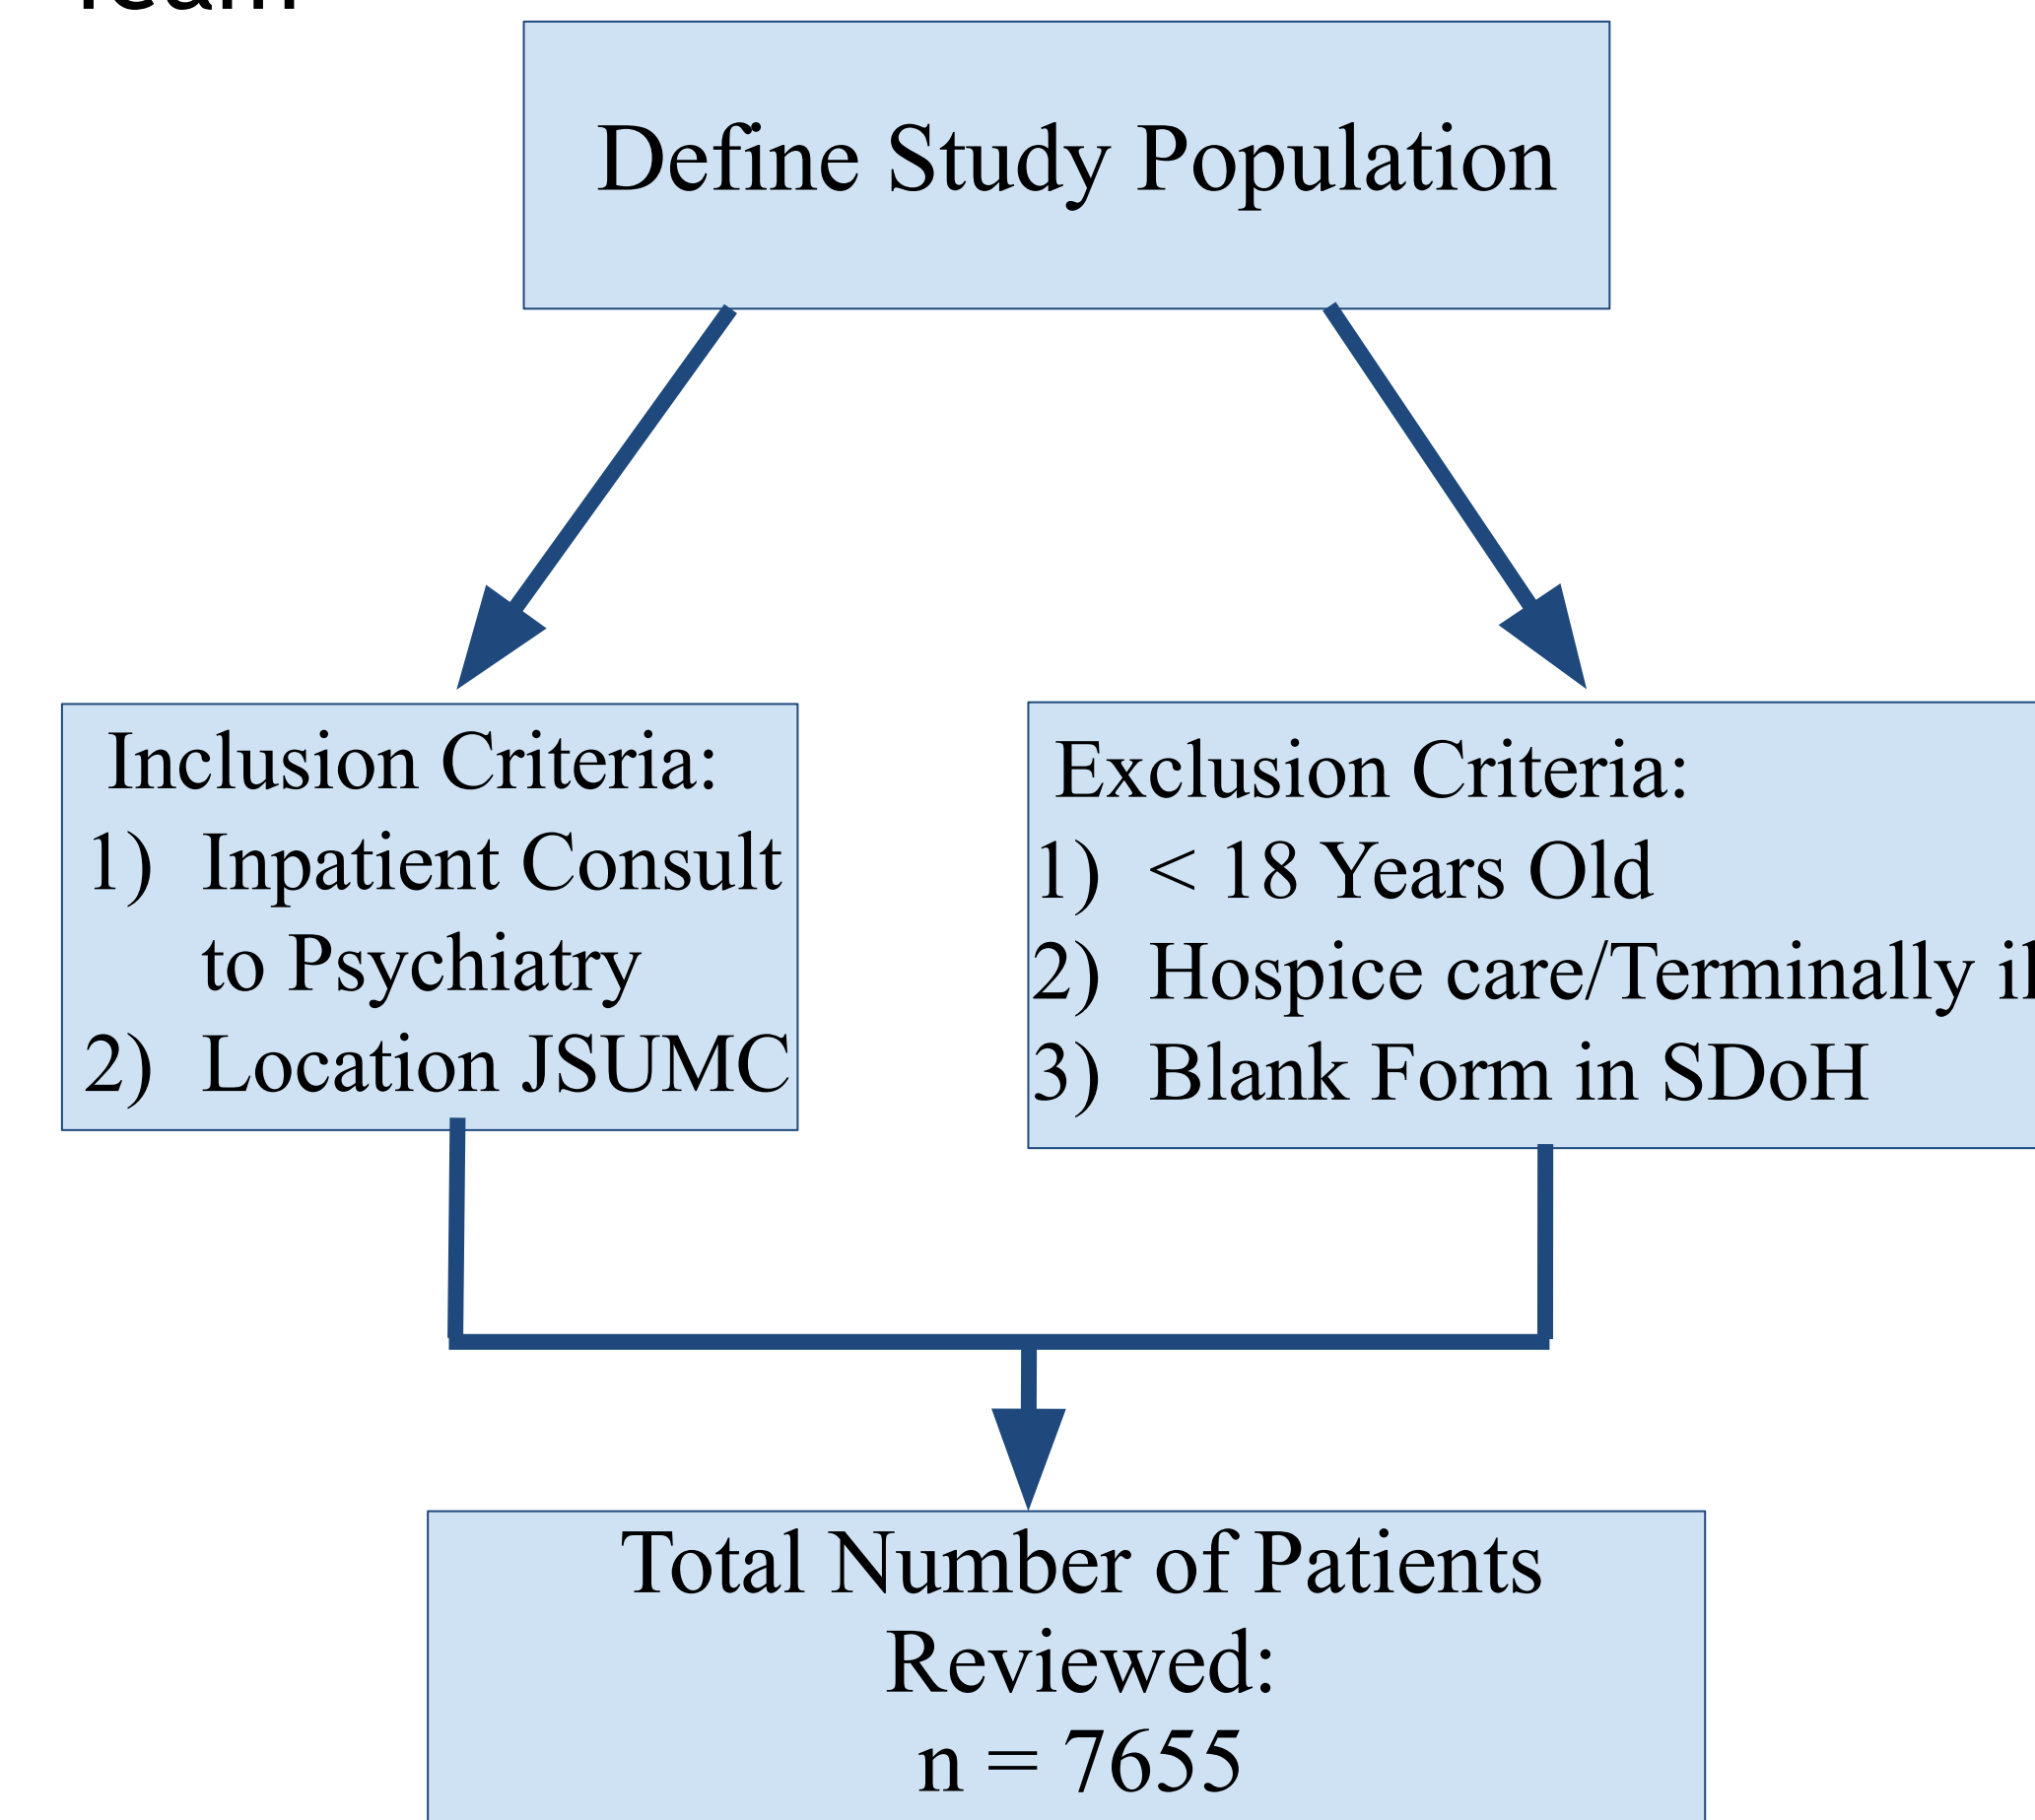 Define Study Population
Inclusion Criteria:
1) Inpatient Consult
to Psychiatry
2) Location JSUMC
Exclusion Criteria:
1) < 18 Years Old
2) Hospice care/Terminally
3) Blank Form in SDoH
Total Number of Patients
Reviewed:
n = 7655